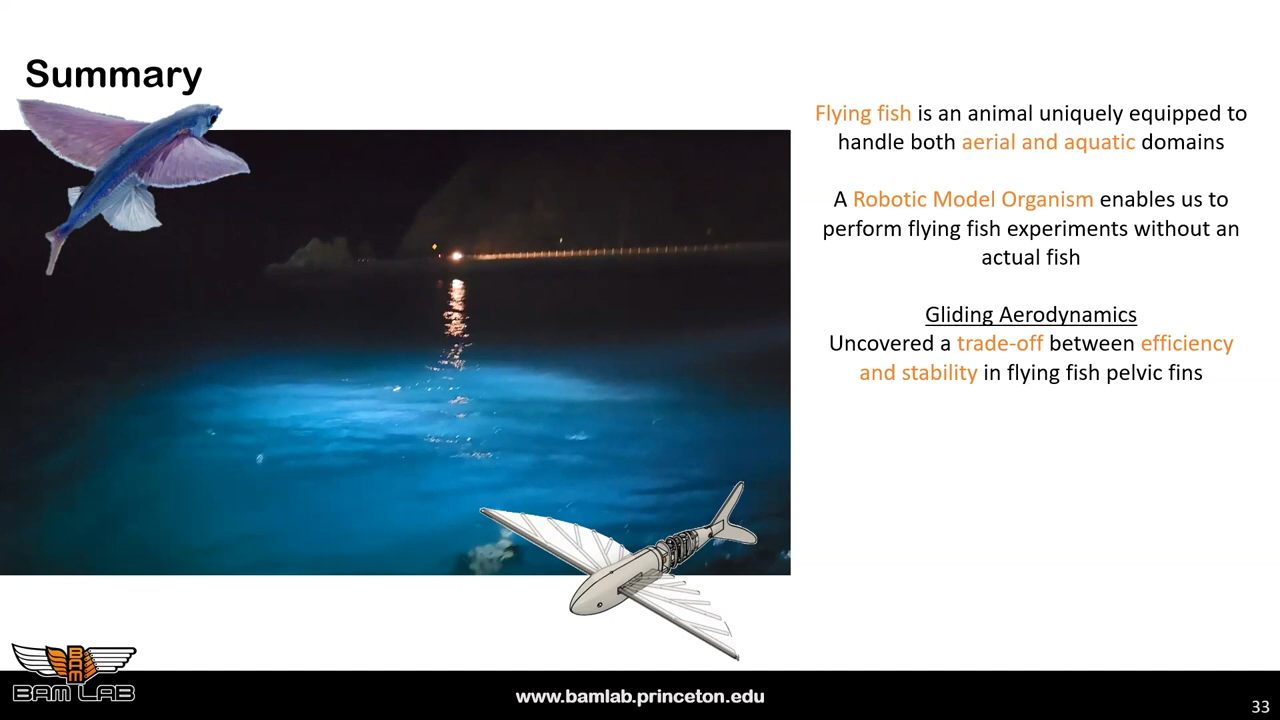 Summary
Flying fish is an animal uniquely equipped to
handle both aerial and aquatic domains
A Robotic Model Organism enables us to
perform flying fish experiments without an
actual fish
Gliding Aerodynamics
Uncovered a trade-off between efficiency
and stability in flying fish pelvic fins
BAM
BAM LAB
www.bamlab.princeton.edu
33